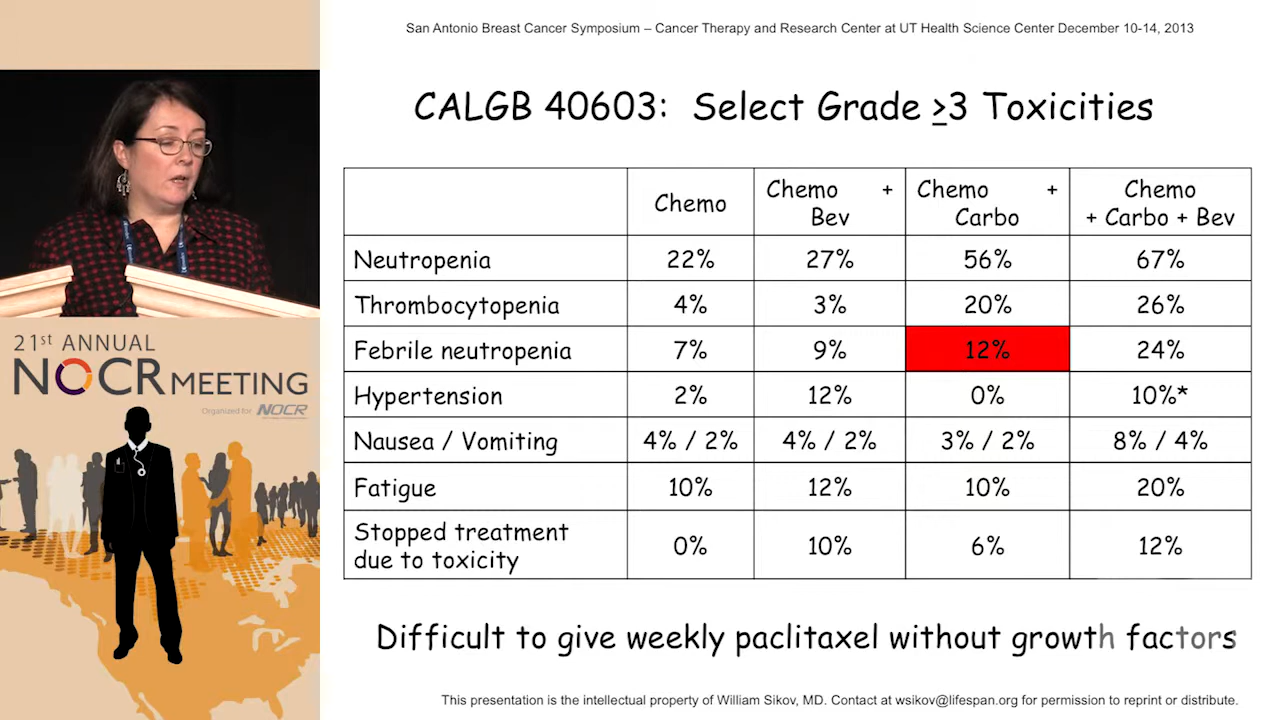 San Antonio Breast Cancer Symposium – Cancer Therapy and Research Center at UT Health Science Center December 10-14, 2013
CALGB 40603: Select Grade ≥3 Toxicities
Chemo
Chemo +
Bev
Chemo +
Carbo
Chemo
+ Carbo + Bev
Neutropenia 22% 27% 56% 67%
Thrombocytopenia 4% 3% 20% 26%
Febrile neutropenia 7% 9% 12% 24%
Hypertension 2% 12% 0% 10%*
Nausea / Vomiting 4% / 2% 4% / 2% 3% / 2% 8% / 4%
Fatigue 10% 12% 10% 20%
Stopped treatment
due to toxicity 0% 10% 6% 12%
Difficult to give weekly paclitaxel without growth factors
This presentation is the intellectual property of William Sikov, MD. Contact at wsikov@lifespan.org for permission to reprint or distribute.
21st ANNUAL
NOCR MEETING
Organized for NOCR